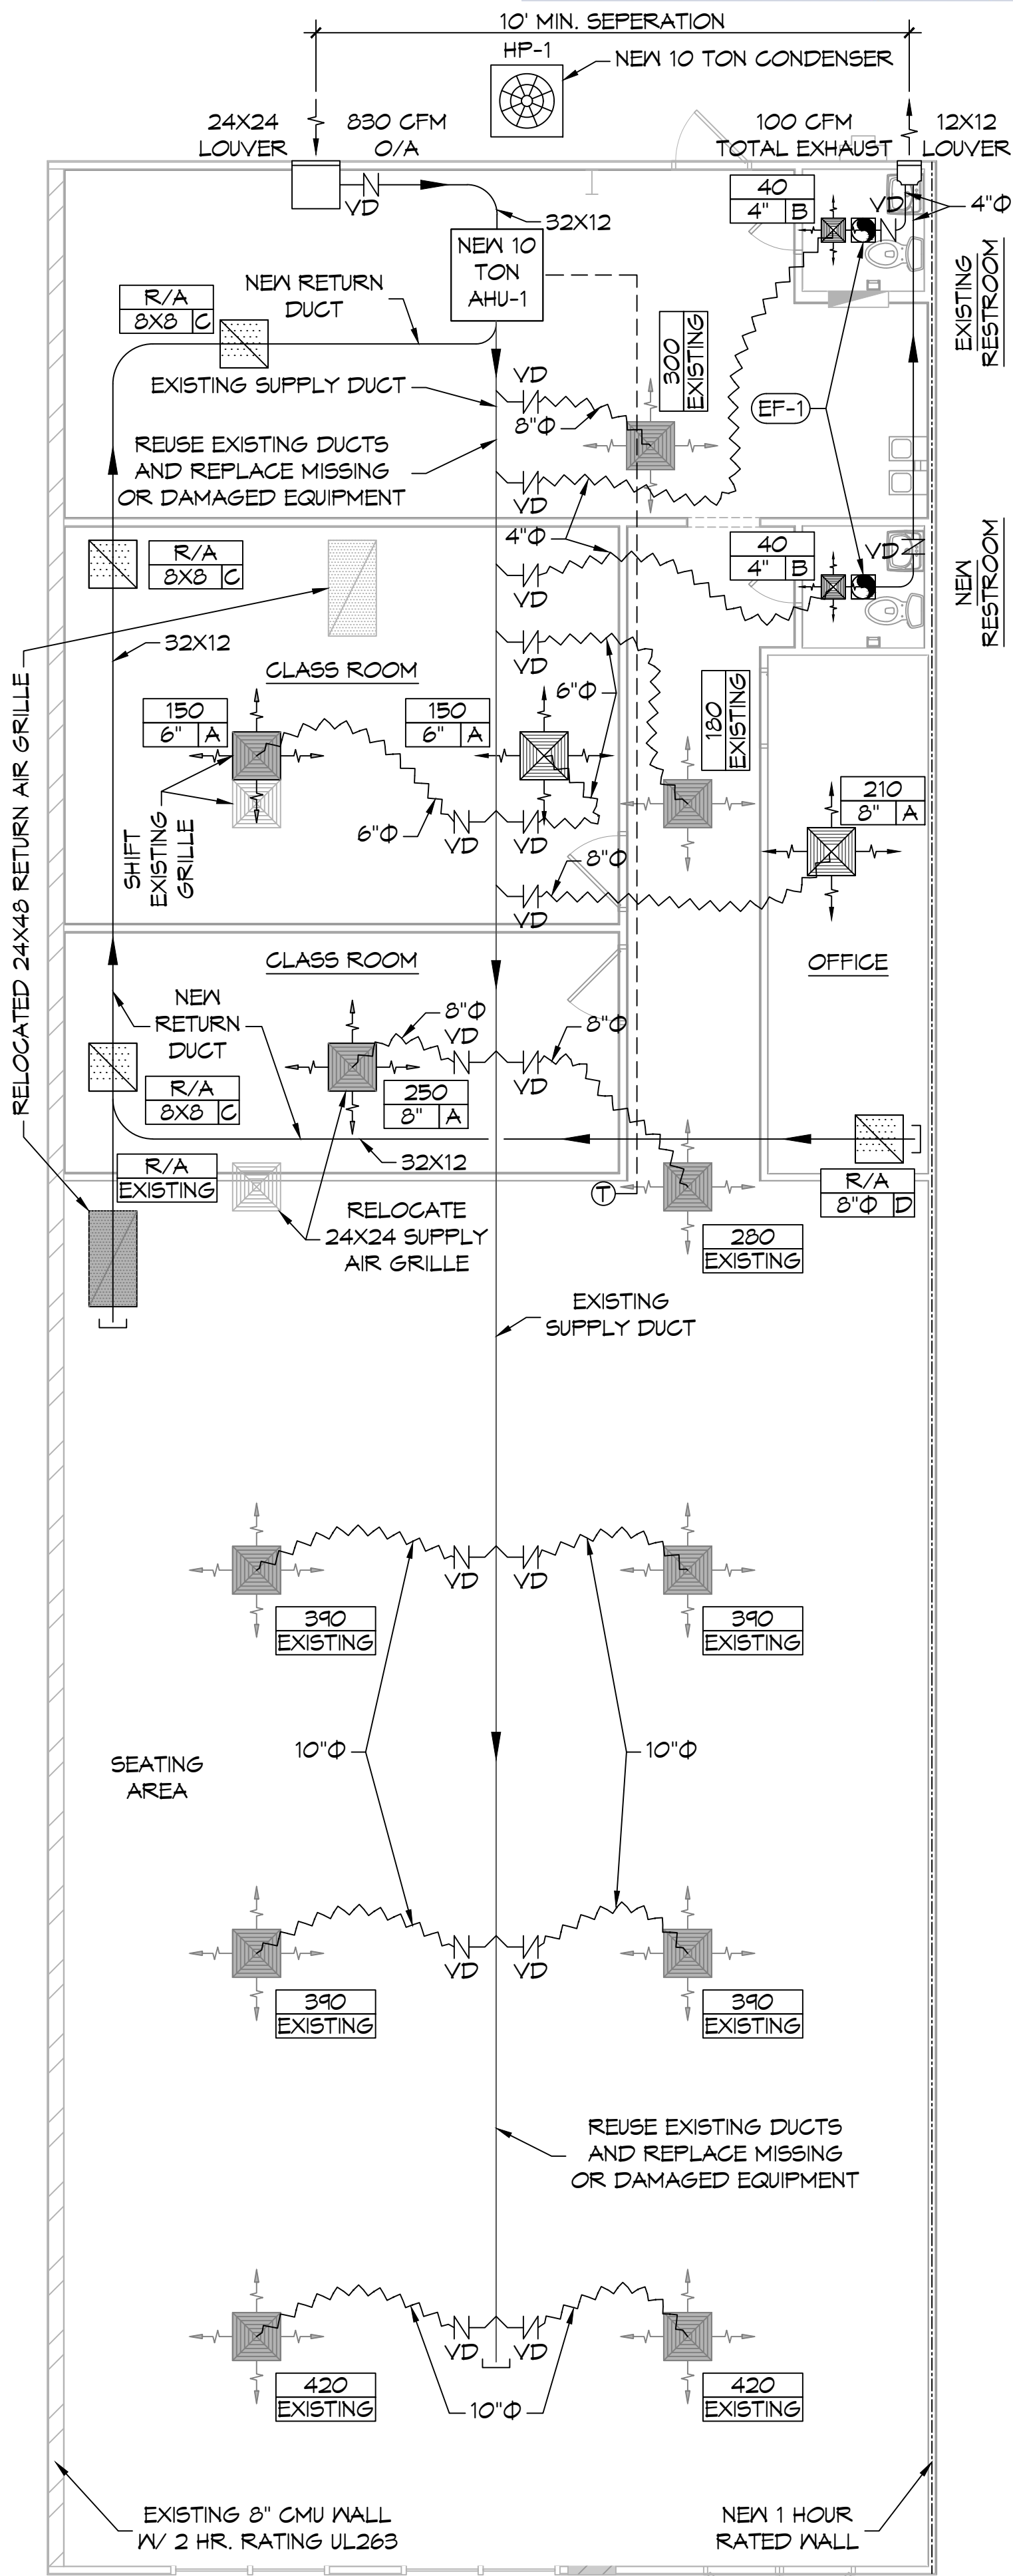 10' MIN. SEPERATION
HP-1
NEW 10 TON CONDENSER
24X24
LOUVER
830 CFM
O/A
100 CFM
TOTAL EXHAUST
12X12
LOUVER
VD
32X12
40
4" B
VD
4"Φ
NEW 10
TON
AHU-1
EXISTING
RESTROOM
NEW RETURN
DUCT
R/A
8X8 C
300
EXISTING
EXISTING SUPPLY DUCT
VD
8"Φ
EF-1
REUSE EXISTING DUCTS
AND REPLACE MISSING
OR DAMAGED EQUIPMENT
VD
4"Φ
R/A
8X8 C
40
4" B
VD
NEW
RESTROOM
VD
32X12
CLASS ROOM
VD
6"Φ
RELOCATED 24X48 RETURN AIR GRILLE
150
6" A
150
6" A
180
EXISTING
210
8" A
SHIFT
EXISTING
GRILLE
6"Φ
VD
VD
8"Φ
VD
CLASS ROOM
OFFICE
NEW
RETURN
DUCT
8"Φ
VD
8"Φ
VD
R/A
8X8 C
250
8" A
32X12
R/A
EXISTING
T
R/A
8"Φ D
RELOCATE
24X24 SUPPLY
AIR GRILLE
280
EXISTING
EXISTING
SUPPLY DUCT
VD
VD
390
EXISTING
390
EXISTING
10"Φ
10"Φ
SEATING
AREA
VD
VD
390
EXISTING
390
EXISTING
REUSE EXISTING DUCTS
AND REPLACE MISSING
OR DAMAGED EQUIPMENT
VD
VD
420
EXISTING
10"Φ
420
EXISTING
EXISTING 8" CMU WALL
W/ 2 HR. RATING UL263
NEW 1 HOUR
RATED WALL